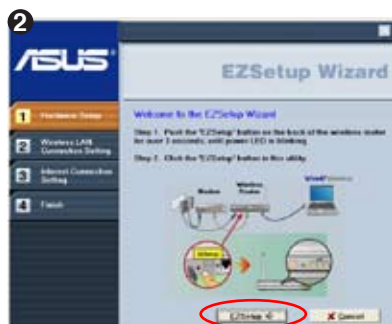 2
ASUS
EZSetup Wizard
1 Hardware Setup
2 Wireless LAN
Connection Setting
3 Internet Connection
Setting
4 Finish
Welcome to the EZSetup Wizard
Step 1. Push the "EZSetup" button on the back of the wireless router
for over 3 seconds, until power LED is blinking.
Step 2. Click the "EZSetup" button in this utility.
Modem
Wireless
Router
EZSetup
EZSetup
Cancel